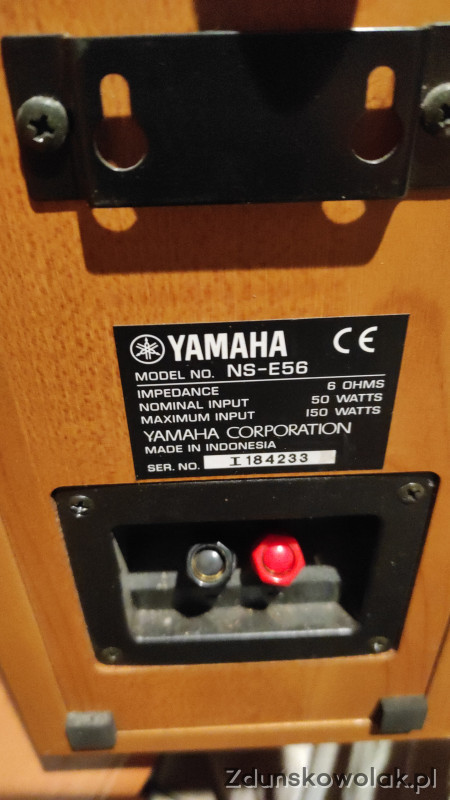 YAMAHA CE
MODEL NO. NS-E56
IMPEDANCE 6 OHMS
NOMINAL INPUT 50 WATTS
MAXIMUM INPUT 150 WATTS
YAMAHA CORPORATION
MADE IN INDONESIA
SER. NO. I184233
Zdunskowolak.pl